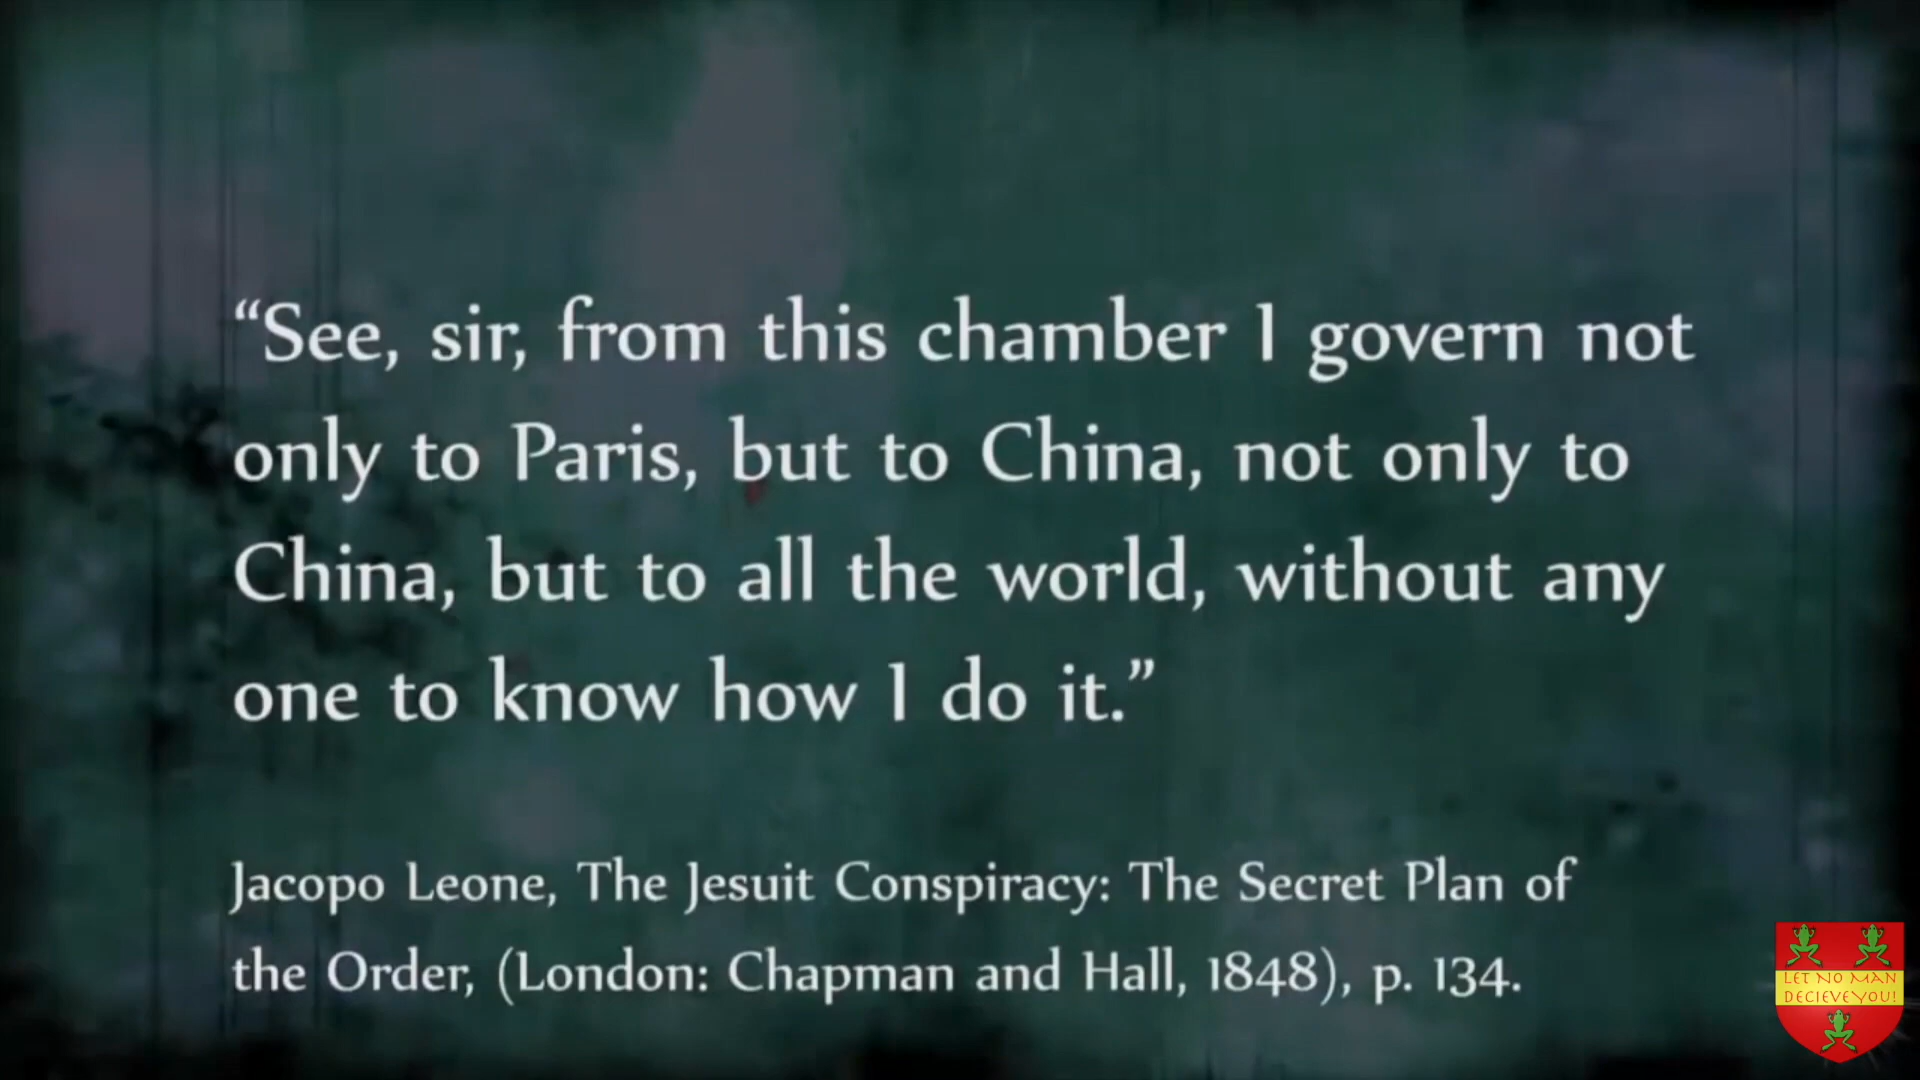 “See, sir, from this chamber I govern not
only to Paris, but to China, not only to
China, but to all the world, without any
one to know how I do it.”
Jacopo Leone, The Jesuit Conspiracy: The Secret Plan of
the Order, (London: Chapman and Hall, 1848), p. 134.
LET NO MAN
DECIEVE YOU!